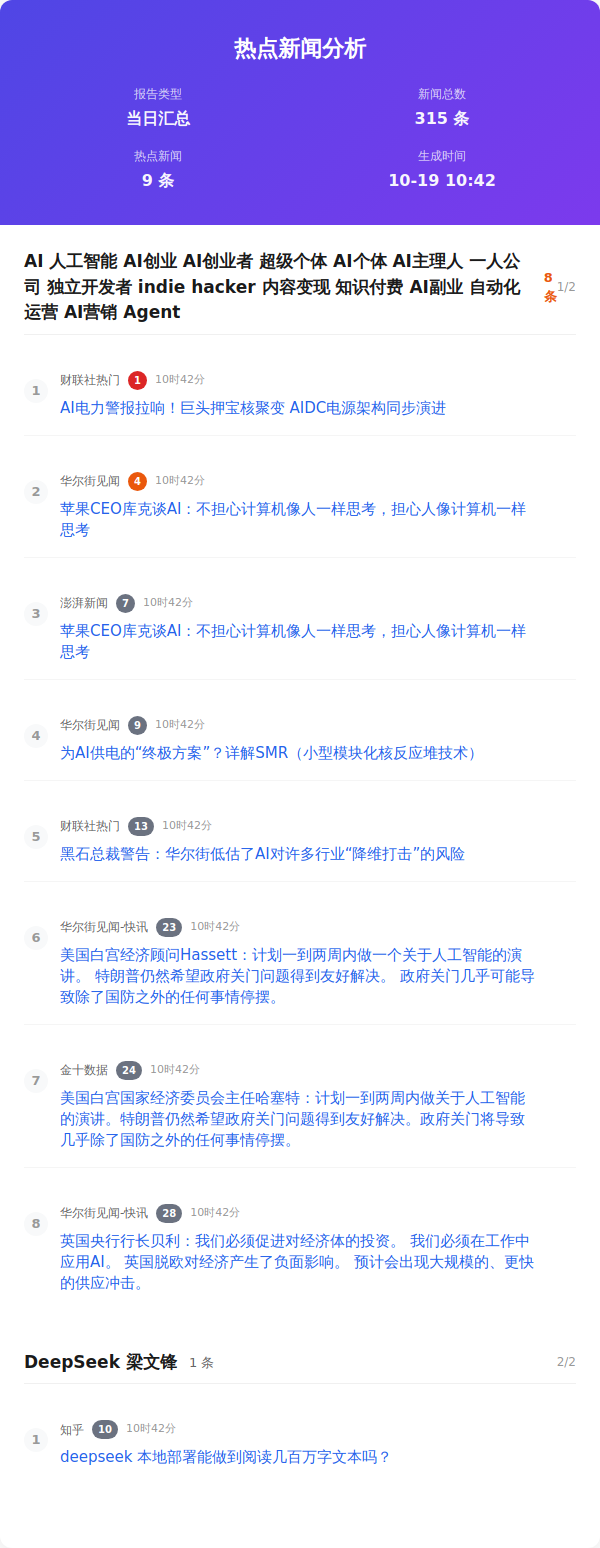 热点新闻分析
报告类型
当日汇总
新闻总数
315 条
热点新闻
9 条
生成时间
10-19 10:42
AI 人工智能 AI创业 AI创业者 超级个体 AI个体 AI主理人 一人公
司 独立开发者 indie hacker 内容变现 知识付费 AI副业 自动化
运营 AI营销 Agent
8
条
1/2
1
财联社热门 1 10时42分
AI电力警报拉响！巨头押宝核聚变 AIDC电源架构同步演进
2
华尔街见闻 4 10时42分
苹果CEO库克谈AI：不担心计算机像人一样思考，担心人像计算机一样
思考
3
澎湃新闻 7 10时42分
苹果CEO库克谈AI：不担心计算机像人一样思考，担心人像计算机一样
思考
4
华尔街见闻 9 10时42分
为AI供电的“终极方案”？详解SMR（小型模块化核反应堆技术）
5
财联社热门 13 10时42分
黑石总裁警告：华尔街低估了AI对许多行业“降维打击”的风险
6
华尔街见闻-快讯 23 10时42分
美国白宫经济顾问Hassett：计划一到两周内做一个关于人工智能的演
讲。 特朗普仍然希望政府关门问题得到友好解决。 政府关门几乎可能导
致除了国防之外的任何事情停摆。
7
金十数据 24 10时42分
美国白宫国家经济委员会主任哈塞特：计划一到两周内做关于人工智能
的演讲。特朗普仍然希望政府关门问题得到友好解决。政府关门将导致
几乎除了国防之外的任何事情停摆。
8
华尔街见闻-快讯 28 10时42分
英国央行行长贝利：我们必须促进对经济体的投资。 我们必须在工作中
应用AI。 英国脱欧对经济产生了负面影响。 预计会出现大规模的、更快
的供应冲击。
DeepSeek 梁文锋 1 条
2/2
1
知乎 10 10时42分
deepseek 本地部署能做到阅读几百万字文本吗？